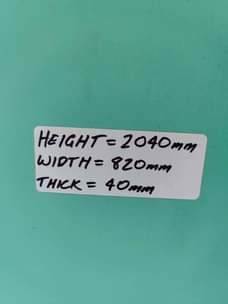 HEIGHT = 2040mm
WIDTH = 820mm
THICK = 40mm